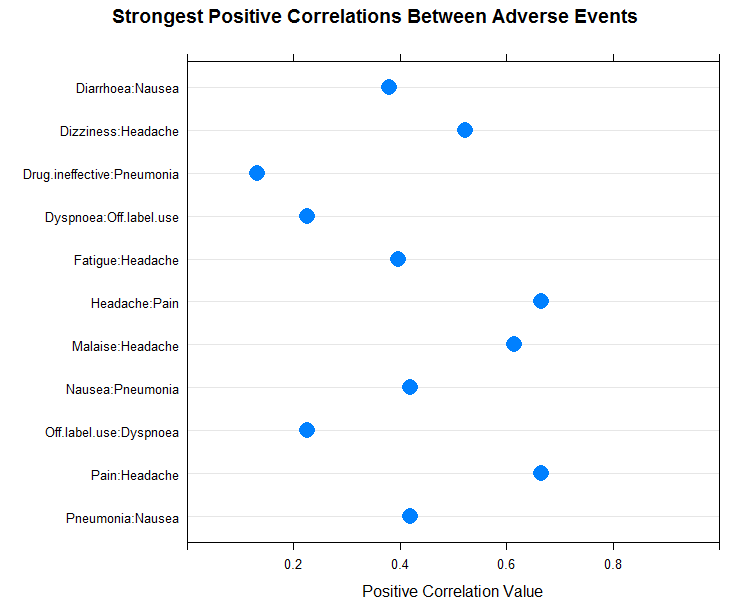 Strongest Positive Correlations Between Adverse Events
Diarrhoea:Nausea
Dizziness:Headache
Drug.ineffective:Pneumonia
Dyspnoea:Off.label.use
Fatigue:Headache
Headache:Pain
Malaise:Headache
Nausea:Pneumonia
Off.label.use:Dyspnoea
Pain:Headache
Pneumonia:Nausea
0.2 0.4 0.6 0.8
Positive Correlation Value